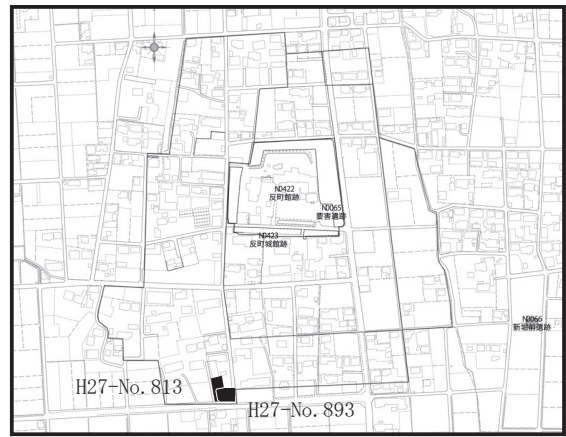 N0422
反町館跡
N0065
要害遺跡
N0423
反町城館跡
N0066
新堀前遺跡
H27-No. 813
H27-No. 893